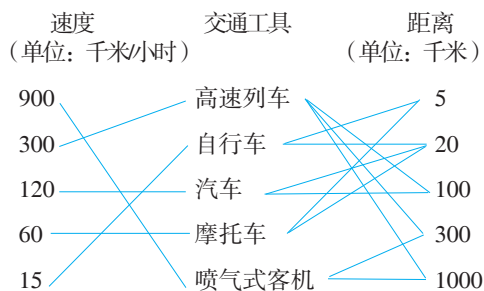 速度 交通工具 距离
（单位：千米/小时） （单位：千米）
900 高速列车 5
300 自行车 20
120 汽车 100
60 摩托车 300
15 喷气式客机 1000